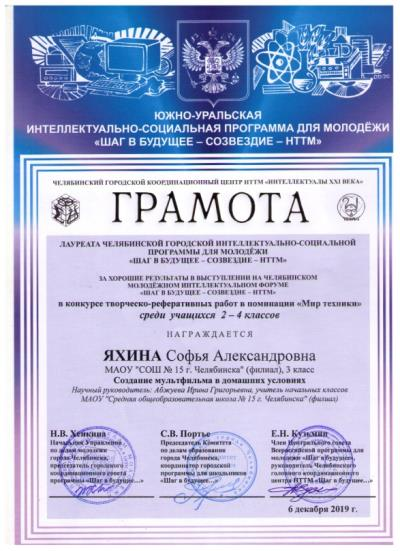 ЮЖНО-УРАЛЬСКАЯ
ИНТЕЛЛЕКТУАЛЬНО-СОЦИАЛЬНАЯ ПРОГРАММА ДЛЯ МОЛОДЁЖИ
«ШАГ В БУДУЩЕЕ – СОЗВЕЗДИЕ – НТТМ»
ЧЕЛЯБИНСКИЙ ГОРОДСКОЙ КООРДИНАЦИОННЫЙ ЦЕНТР НТТМ «ИНТЕЛЛЕКТУАЛЫ XXI ВЕКА»
ГРАМОТА
ЛАУРЕАТА ЧЕЛЯБИНСКОЙ ГОРОДСКОЙ ИНТЕЛЛЕКТУАЛЬНО-СОЦИАЛЬНОЙ
ПРОГРАММЫ ДЛЯ МОЛОДЁЖИ
«ШАГ В БУДУЩЕЕ – СОЗВЕЗДИЕ – НТТМ»
ЗА ХОРОШИЕ РЕЗУЛЬТАТЫ В ВЫСТУПЛЕНИИ НА ЧЕЛЯБИНСКОМ
МОЛОДЁЖНОМ ИНТЕЛЛЕКТУАЛЬНОМ ФОРУМЕ
«ШАГ В БУДУЩЕЕ – СОЗВЕЗДИЕ – НТТМ»
в конкурсе творческо-реферативных работ в номинации «Мир техники»
среди учащихся 2 – 4 классов
НАГРАЖДАЕТСЯ
ЯХИНА Софья Александровна
МАОУ "СОШ № 15 г. Челябинска" (филиал), 3 класс
Создание мультфильма в домашних условиях
Научный руководитель: Абжуева Ирина Григорьевна, учитель начальных классов
МАОУ "Средняя общеобразовательная школа № 15 г. Челябинска" (филиал)
Н.В. Хейкина
Начальник Управления
по делам молодежи
города Челябинска,
председатель городского
координационного совета
программы «Шаг в будущее...»
С.В. Портье
Председатель Комитета
по делам образования
города Челябинска,
координатор городской
программы для школьников
«Шаг в будущее...»
Е.Н. Кузьмин
Член Центрального совета
Всероссийской программы для
молодежи «Шаг в будущее»,
руководитель Челябинского
головного координационного
центра НТТМ «Шаг в будущее...»
6 декабря 2019 г.